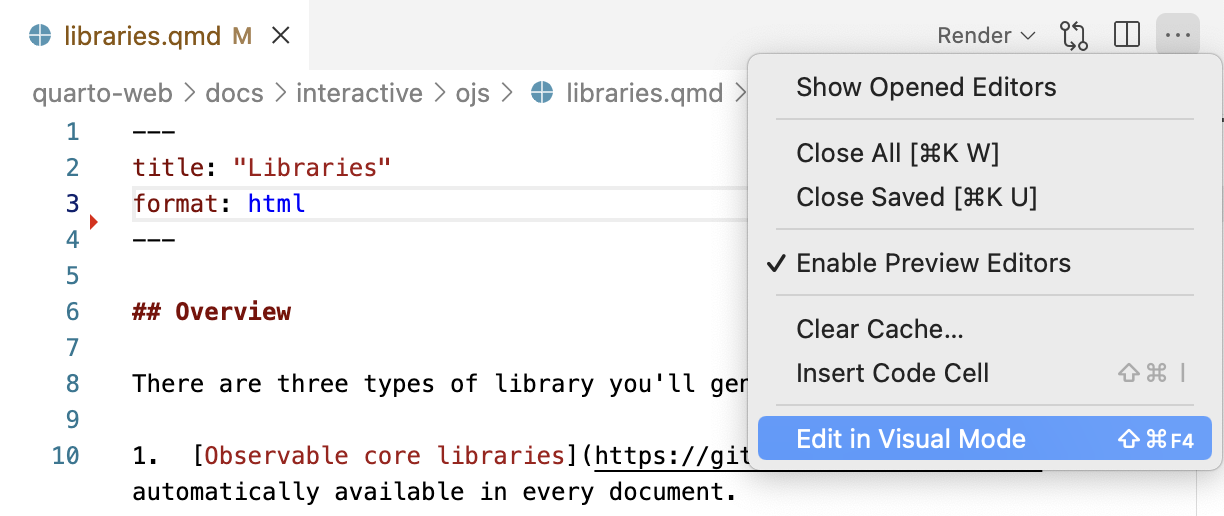 libraries.qmd M
Render
quarto-web > docs > interactive > ojs > libraries.qmd >
Show Opened Editors
Close All [⌘K W]
Close Saved [⌘K U]
✓ Enable Preview Editors
Clear Cache...
Insert Code Cell ⇧⌘ I
Edit in Visual Mode ⇧⌘F4
1 ---
2 title: "Libraries"
3 format: html
4 ---
5
6 ## Overview
7
8 There are three types of library you'll
9
10 1. [Observable core libraries](https://git
automatically available in every document.